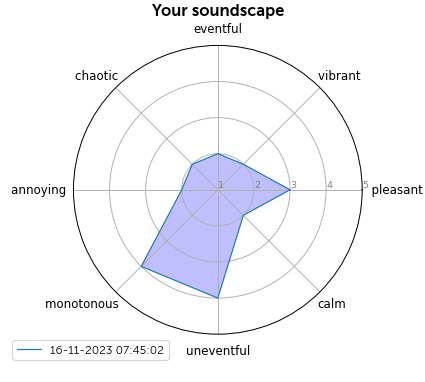 Your soundscape
eventful
chaotic
vibrant
annoying
1 2 3 4 5
pleasant
monotonous
calm
uneventful
16-11-2023 07:45:02